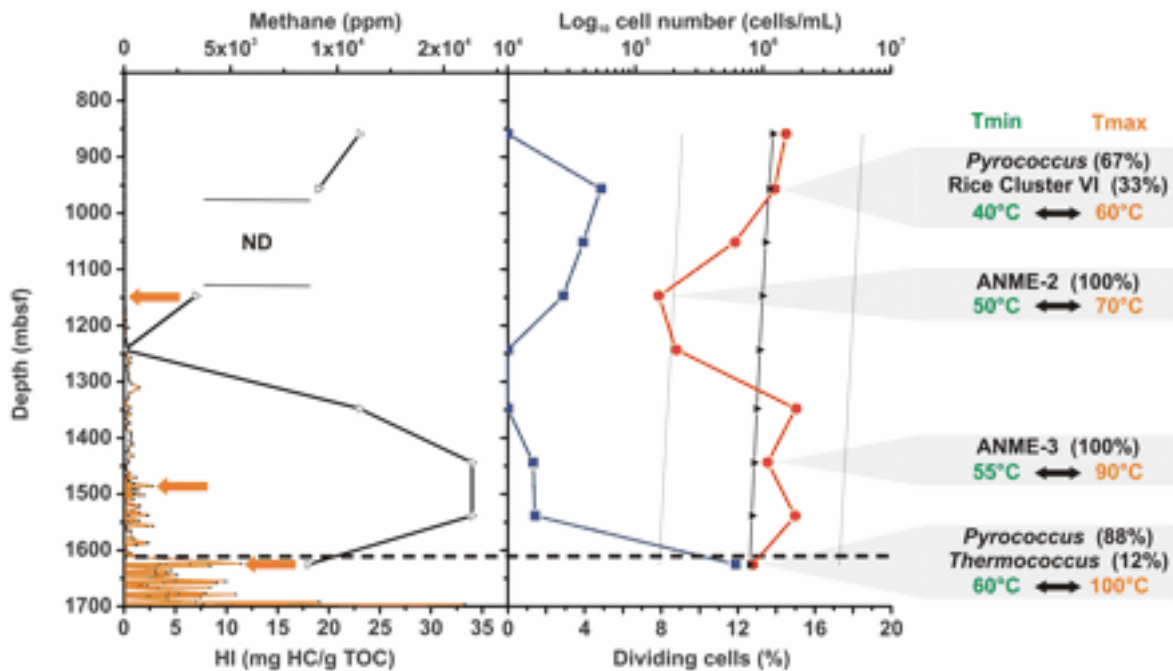 Methane (ppm)
Log₁₀ cell number (cells/mL)
0 5x10³ 1x10⁴ 2x10⁴
10⁴ 10⁵ 10⁶ 10⁷
Depth (mbsf)
800
900
1000
1100
1200
1300
1400
1500
1600
1700
ND
0 5 10 15 20 25 30 35
HI (mg HC/g TOC)
0 4 8 12 16 20
Dividing cells (%)
Tmin Tmax
Pyrococcus (67%)
Rice Cluster VI (33%)
40°C 60°C
ANME-2 (100%)
50°C 70°C
ANME-3 (100%)
55°C 90°C
Pyrococcus (88%)
Thermococcus (12%)
60°C 100°C